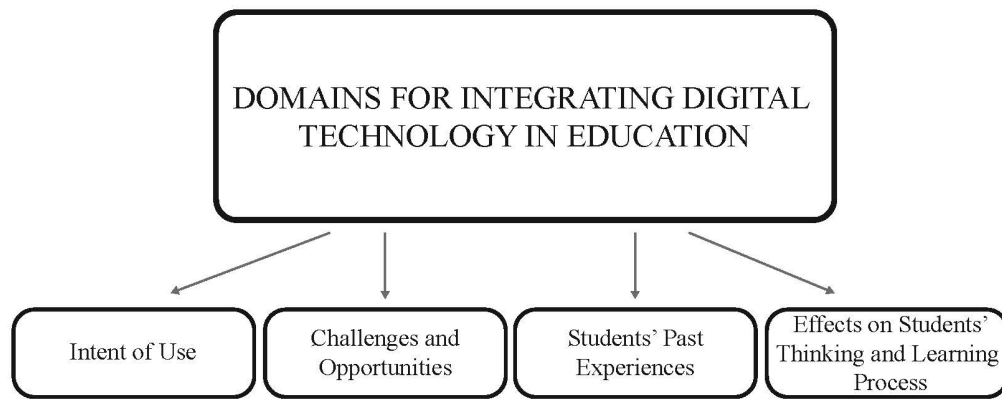 DOMAINS FOR INTEGRATING DIGITAL
TECHNOLOGY IN EDUCATION
Intent of Use
Challenges and
Opportunities
Students’ Past
Experiences
Effects on Students’
Thinking and Learning
Process